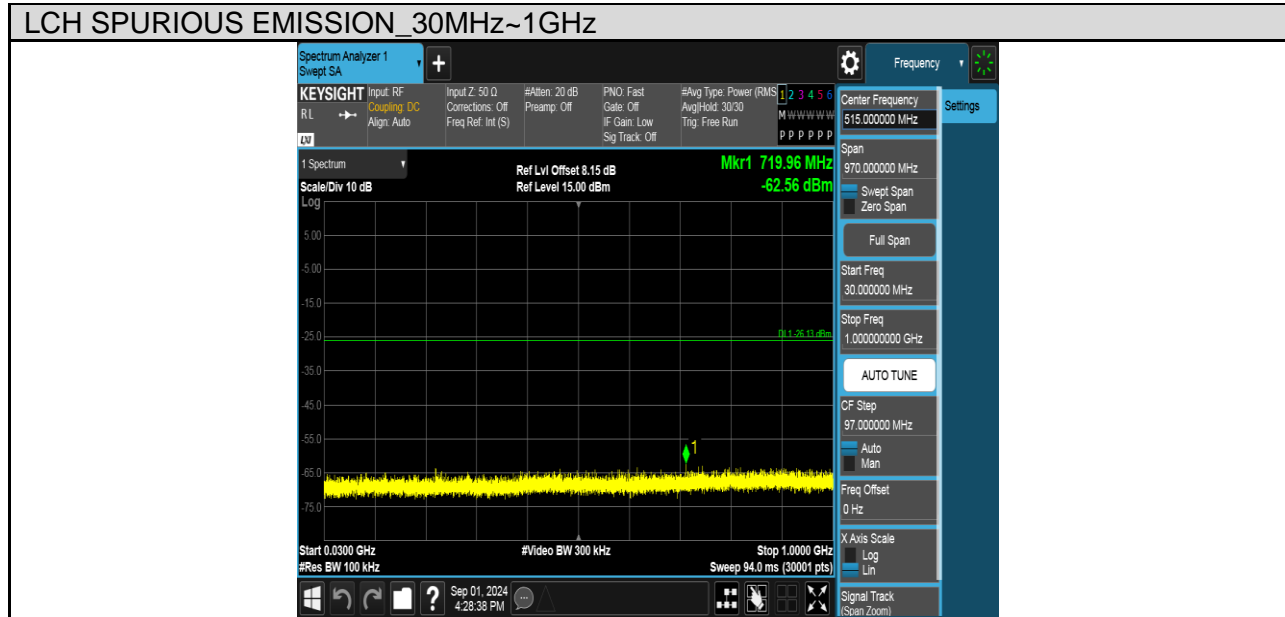 LCH SPURIOUS EMISSION_30MHz~1GHz
Spectrum Analyzer 1
Swept SA
+
Frequency
KEYSIGHT
RL
LXI
Input: RF
Coupling: DC
Align: Auto
Input Z: 50 Ω
Corrections: Off
Freq Ref: Int (S)
#Atten: 20 dB
Preamp: Off
PNO: Fast
Gate: Off
IF Gain: Low
Sig Track: Off
#Avg Type: Power (RMS
Avg|Hold: 30/30
Trig: Free Run
1 2 3 4 5 6
M W W W W W
P P P P P P
1 Spectrum
Scale/Div 10 dB
Log
Ref Lvl Offset 8.15 dB
Ref Level 15.00 dBm
Mkr1 719.96 MHz
-62.56 dBm
5.00
-5.00
-15.0
-25.0
DL1 -26.13 dBm
-35.0
-45.0
-55.0
1
-65.0
-75.0
Start 0.0300 GHz
#Res BW 100 kHz
#Video BW 300 kHz
Stop 1.0000 GHz
Sweep 94.0 ms (30001 pts)
?
Sep 01, 2024
4:28:38 PM
Center Frequency
515.000000 MHz
Settings
Span
970.000000 MHz
Swept Span
Zero Span
Full Span
Start Freq
30.000000 MHz
Stop Freq
1.000000000 GHz
AUTO TUNE
CF Step
97.000000 MHz
Auto
Man
Freq Offset
0 Hz
X Axis Scale
Log
Lin
Signal Track
(Span Zoom)